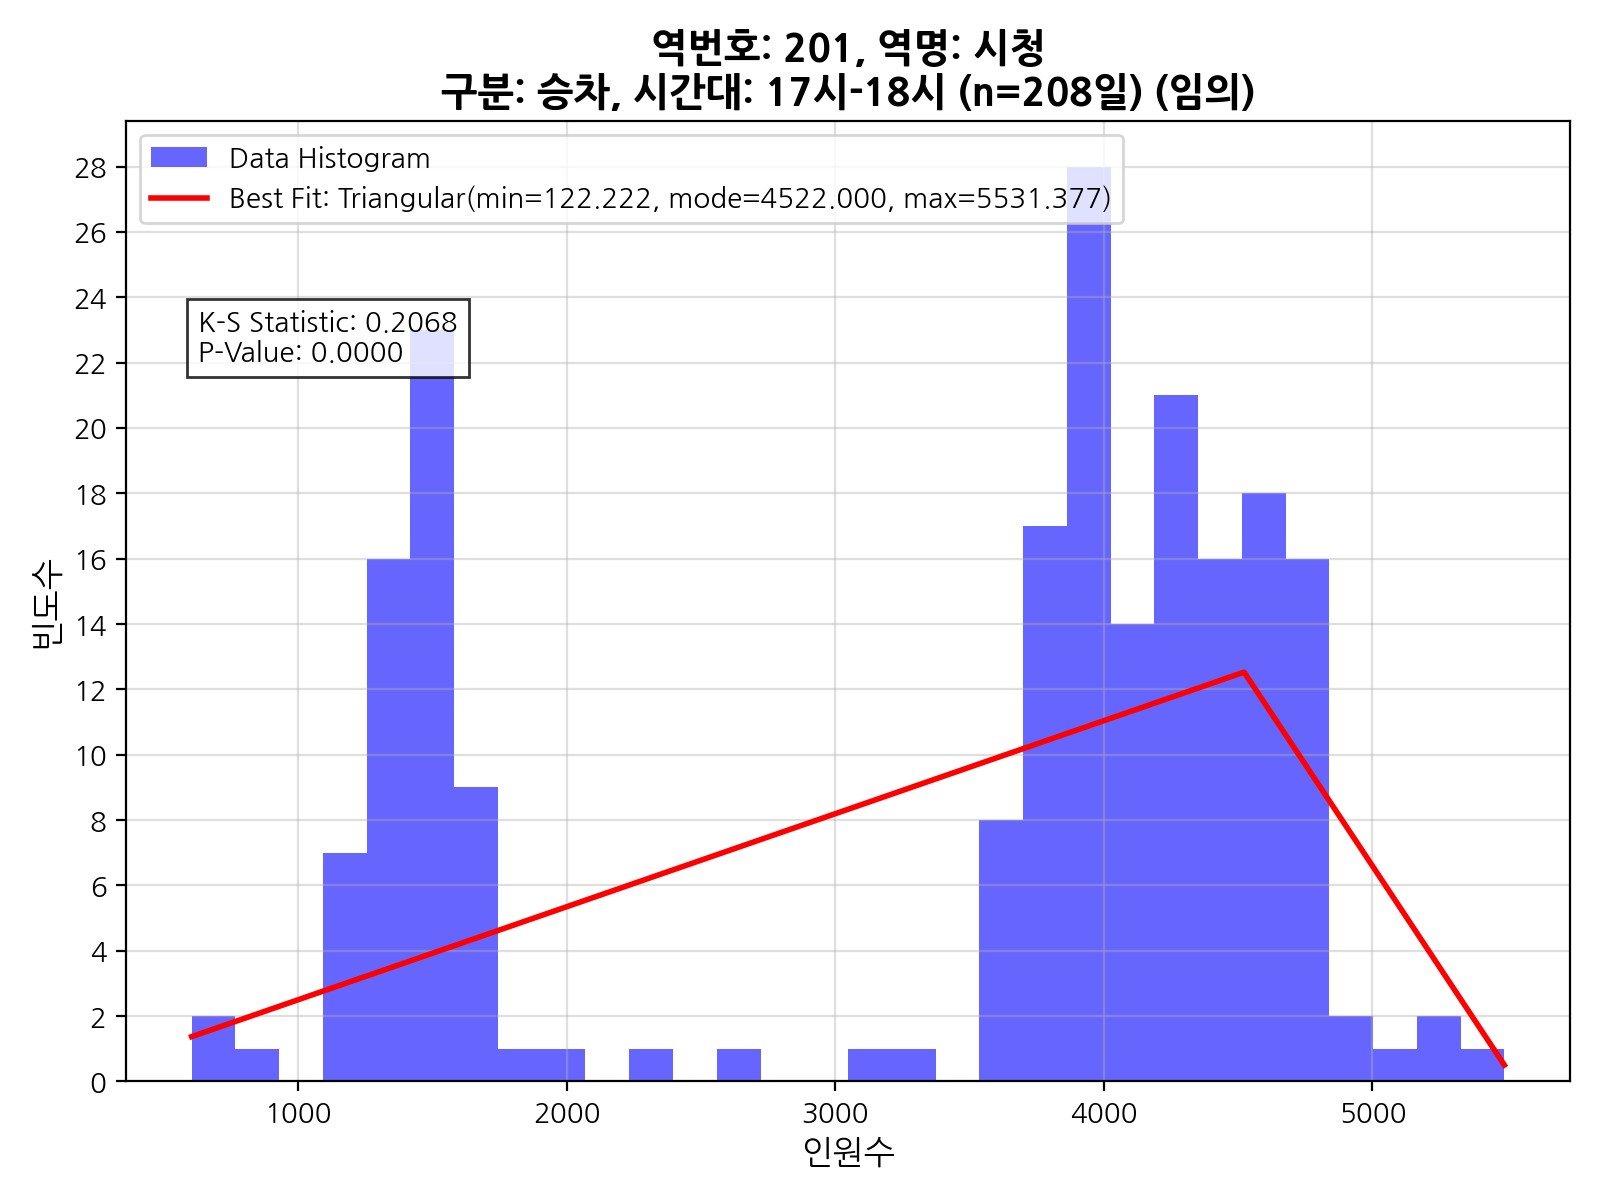 역번호: 201, 역명: 시청
구분: 승차, 시간대: 17시-18시 (n=208일) (임의)
Data Histogram
Best Fit: Triangular(min=122.222, mode=4522.000, max=5531.377)
K-S Statistic: 0.2068
P-Value: 0.0000
빈도수
28
26
24
22
20
18
16
14
12
10
8
6
4
2
0
1000
2000
3000
4000
5000
인원수